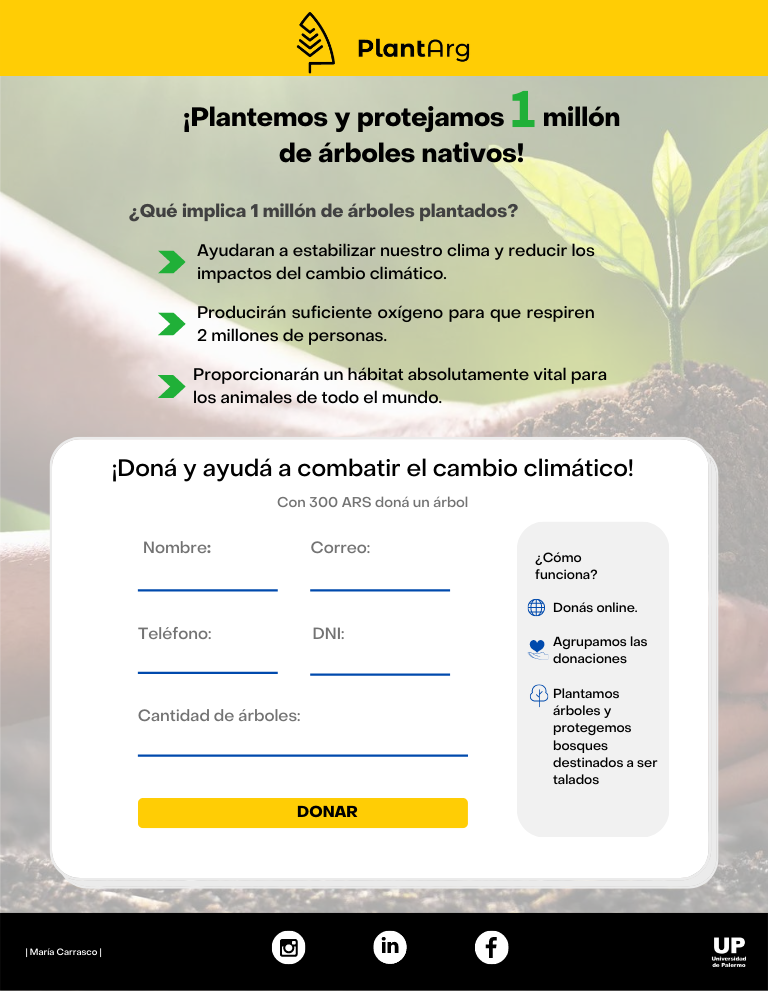 PlantArg
¡Plantemos y protejamos 1 millón
de árboles nativos!
¿Qué implica 1 millón de árboles plantados?
Ayudaran a estabilizar nuestro clima y reducir los
impactos del cambio climático.
Producirán suficiente oxígeno para que respiren
2 millones de personas.
Proporcionarán un hábitat absolutamente vital para
los animales de todo el mundo.
¡Doná y ayudá a combatir el cambio climático!
Con 300 ARS doná un árbol
Nombre:
Correo:
Teléfono:
DNI:
Cantidad de árboles:
DONAR
¿Cómo
funciona?
Donás online.
Agrupamos las
donaciones
Plantamos
árboles y
protegemos
bosques
destinados a ser
talados
| María Carrasco |
in
f
UP
Universidad
de Palermo